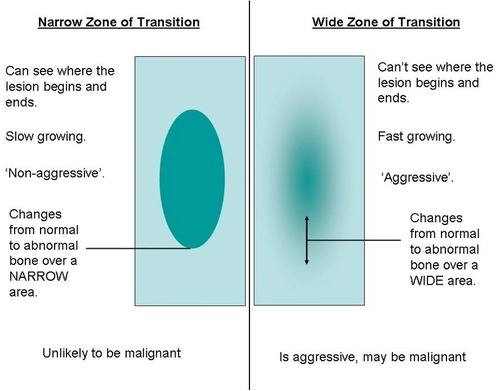 Narrow Zone of Transition
Can see where the
lesion begins and
ends.
Slow growing.
‘Non-aggressive’.
Changes
from normal
to abnormal
bone over a
NARROW
area.
Unlikely to be malignant
Wide Zone of Transition
Can’t see where the
lesion begins and
ends.
Fast growing.
‘Aggressive’.
Changes
from normal
to abnormal
bone over a
WIDE area.
Is aggressive, may be malignant